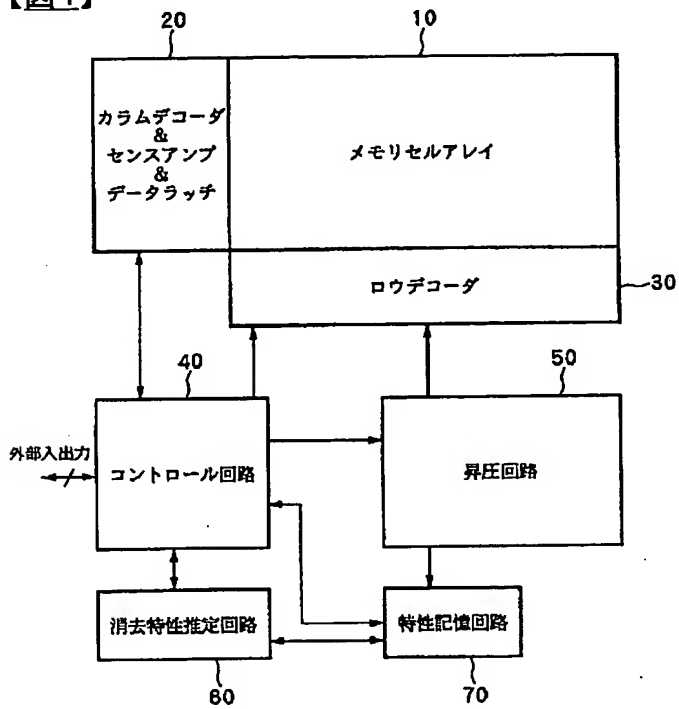 20
10
カラムデコーダ
&
センスアンプ
&
データラッチ
メモリセルアレイ
ロウデコーダ
30
40
50
外部入出力
コントロール回路
昇圧回路
消去特性推定回路
特性記憶回路
60
70